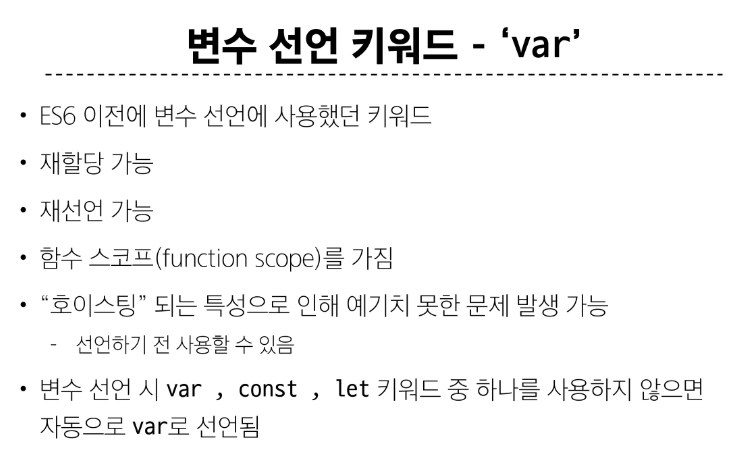 변수 선언 키워드 - ‘var’
• ES6 이전에 변수 선언에 사용했던 키워드
• 재할당 가능
• 재선언 가능
• 함수 스코프(function scope)를 가짐
• “호이스팅” 되는 특성으로 인해 예기치 못한 문제 발생 가능
- 선언하기 전 사용할 수 있음
• 변수 선언 시 var , const , let 키워드 중 하나를 사용하지 않으면
자동으로 var로 선언됨